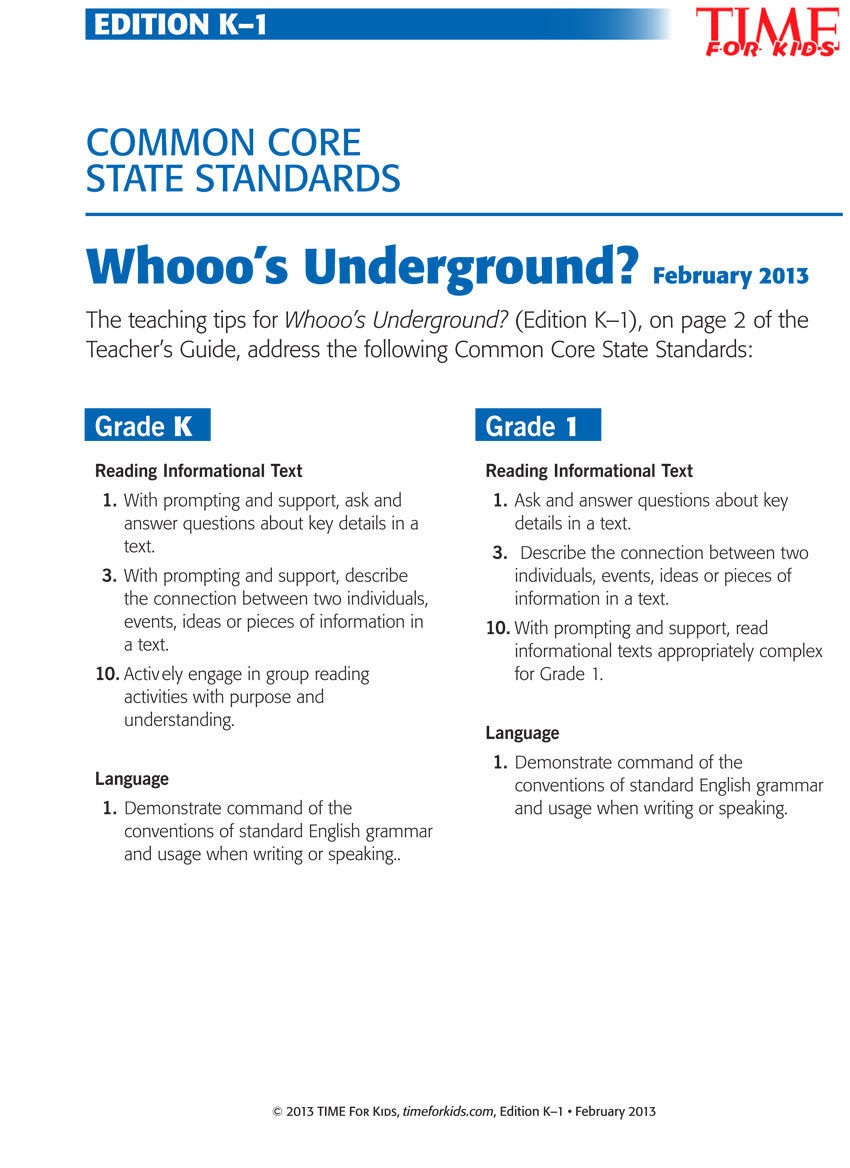 EDITION K–1
TIME
FOR KIDS
COMMON CORE
STATE STANDARDS
Whooo’s Underground? February 2013
The teaching tips for Whooo’s Underground? (Edition K–1), on page 2 of the
Teacher’s Guide, address the following Common Core State Standards:
Grade K
Reading Informational Text
1. With prompting and support, ask and
answer questions about key details in a
text.
3. With prompting and support, describe
the connection between two individuals,
events, ideas or pieces of information in
a text.
10. Actively engage in group reading
activities with purpose and
understanding.
Language
1. Demonstrate command of the
conventions of standard English grammar
and usage when writing or speaking..
Grade 1
Reading Informational Text
1. Ask and answer questions about key
details in a text.
3. Describe the connection between two
individuals, events, ideas or pieces of
information in a text.
10. With prompting and support, read
informational texts appropriately complex
for Grade 1.
Language
1. Demonstrate command of the
conventions of standard English grammar
and usage when writing or speaking.
© 2013 TIME FOR KIDS, timeforkids.com, Edition K–1 • February 2013